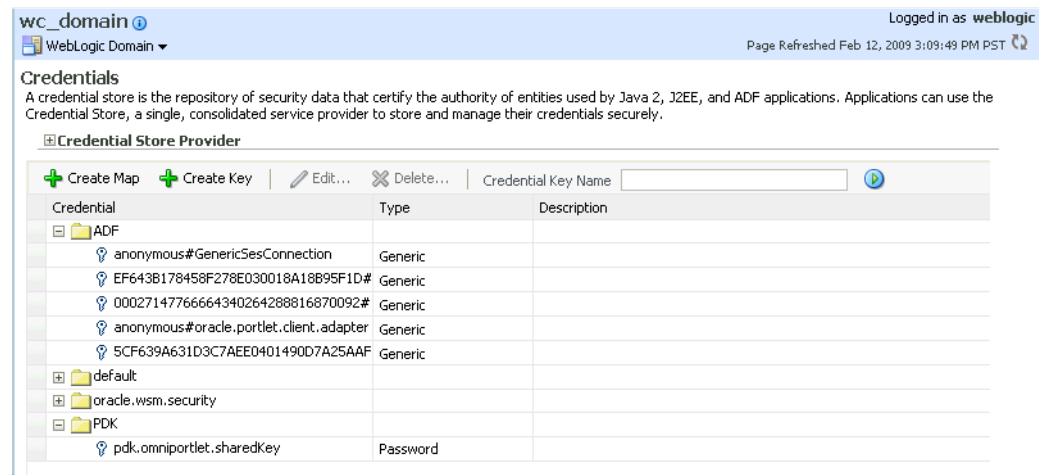 wc_domain
Logged in as weblogic
WebLogic Domain
Page Refreshed Feb 12, 2009 3:09:49 PM PST
Credentials
A credential store is the repository of security data that certify the authority of entities used by Java 2, J2EE, and ADF applications. Applications can use the
Credential Store, a single, consolidated service provider to store and manage their credentials securely.
Credential Store Provider
Create Map Create Key Edit... Delete... Credential Key Name
Credential Type Description
ADF
anonymous#GenericSesConnection Generic
EF643B178458F278E030018A18B95F1D# Generic
00027147766664340264288816870092# Generic
anonymous#oracle.portlet.client.adapter Generic
5CF639A631D3C7AEE0401490D7A25AAF Generic
default
oracle.wsm.security
PDK
pdk.omniportlet.sharedKey Password